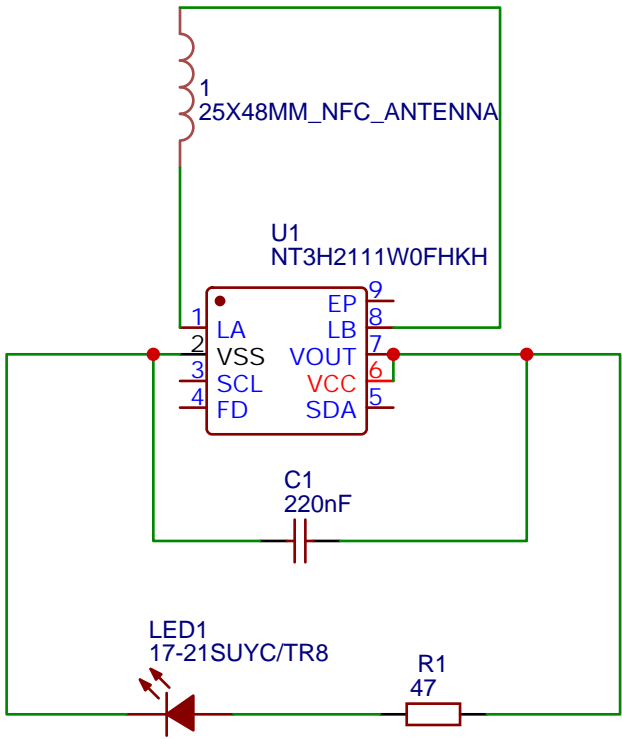 1
25X48MM_NFC_ANTENNA
U1
NT3H2111W0FHKH
EP 9
1 LA LB 8
2 VSS VOUT 7
3 SCL VCC 6
4 FD SDA 5
C1
220nF
LED1
17-21SUYC/TR8
R1
47